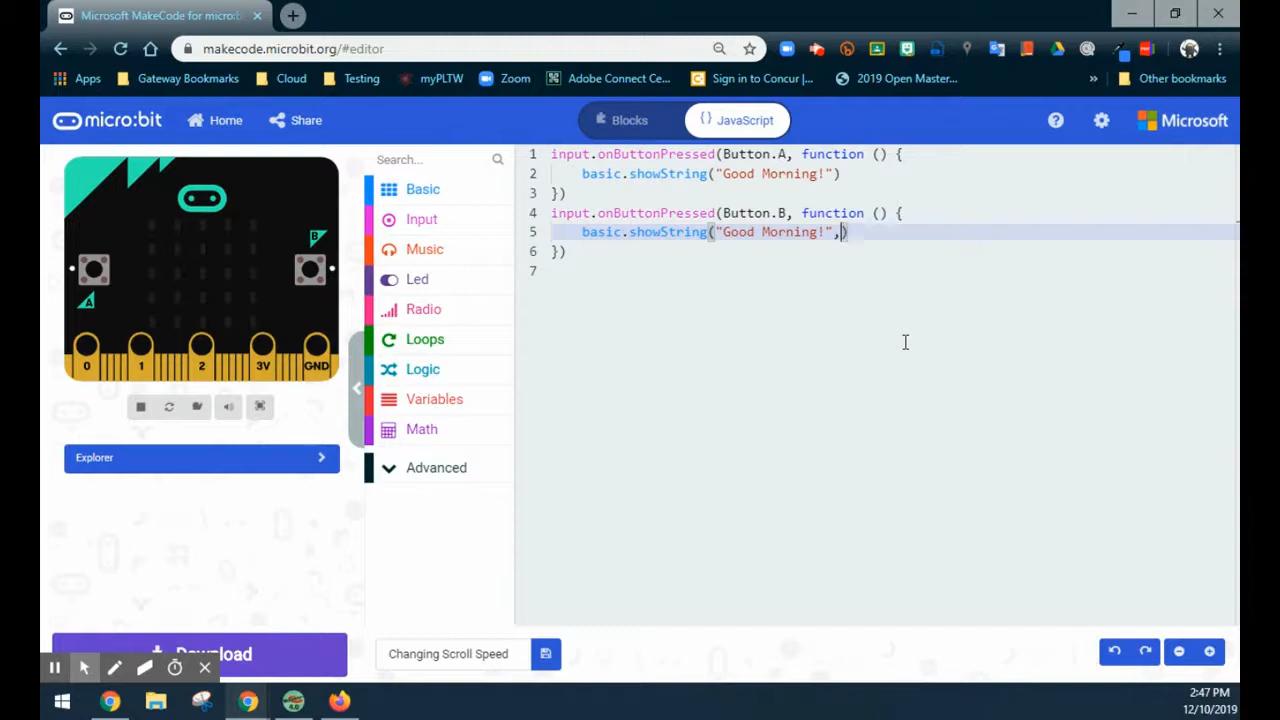 Microsoft MakeCode for micro:b
makecode.microbit.org/#editor
Apps Gateway Bookmarks Cloud Testing myPLTW Zoom Adobe Connect Ce... Sign in to Concur |... 2019 Open Master... » Other bookmarks
micro:bit Home Share Blocks {} JavaScript Microsoft
Search...
Basic
Input
Music
Led
Radio
Loops
Logic
Variables
Math
Advanced
1 input.onButtonPressed(Button.A, function () {
2 basic.showString("Good Morning!")
3 })
4 input.onButtonPressed(Button.B, function () {
5 basic.showString("Good Morning!",)
6 })
7
B
A
0 1 2 3V GND
Explorer
Download
Changing Scroll Speed
4.0
2:47 PM
12/10/2019